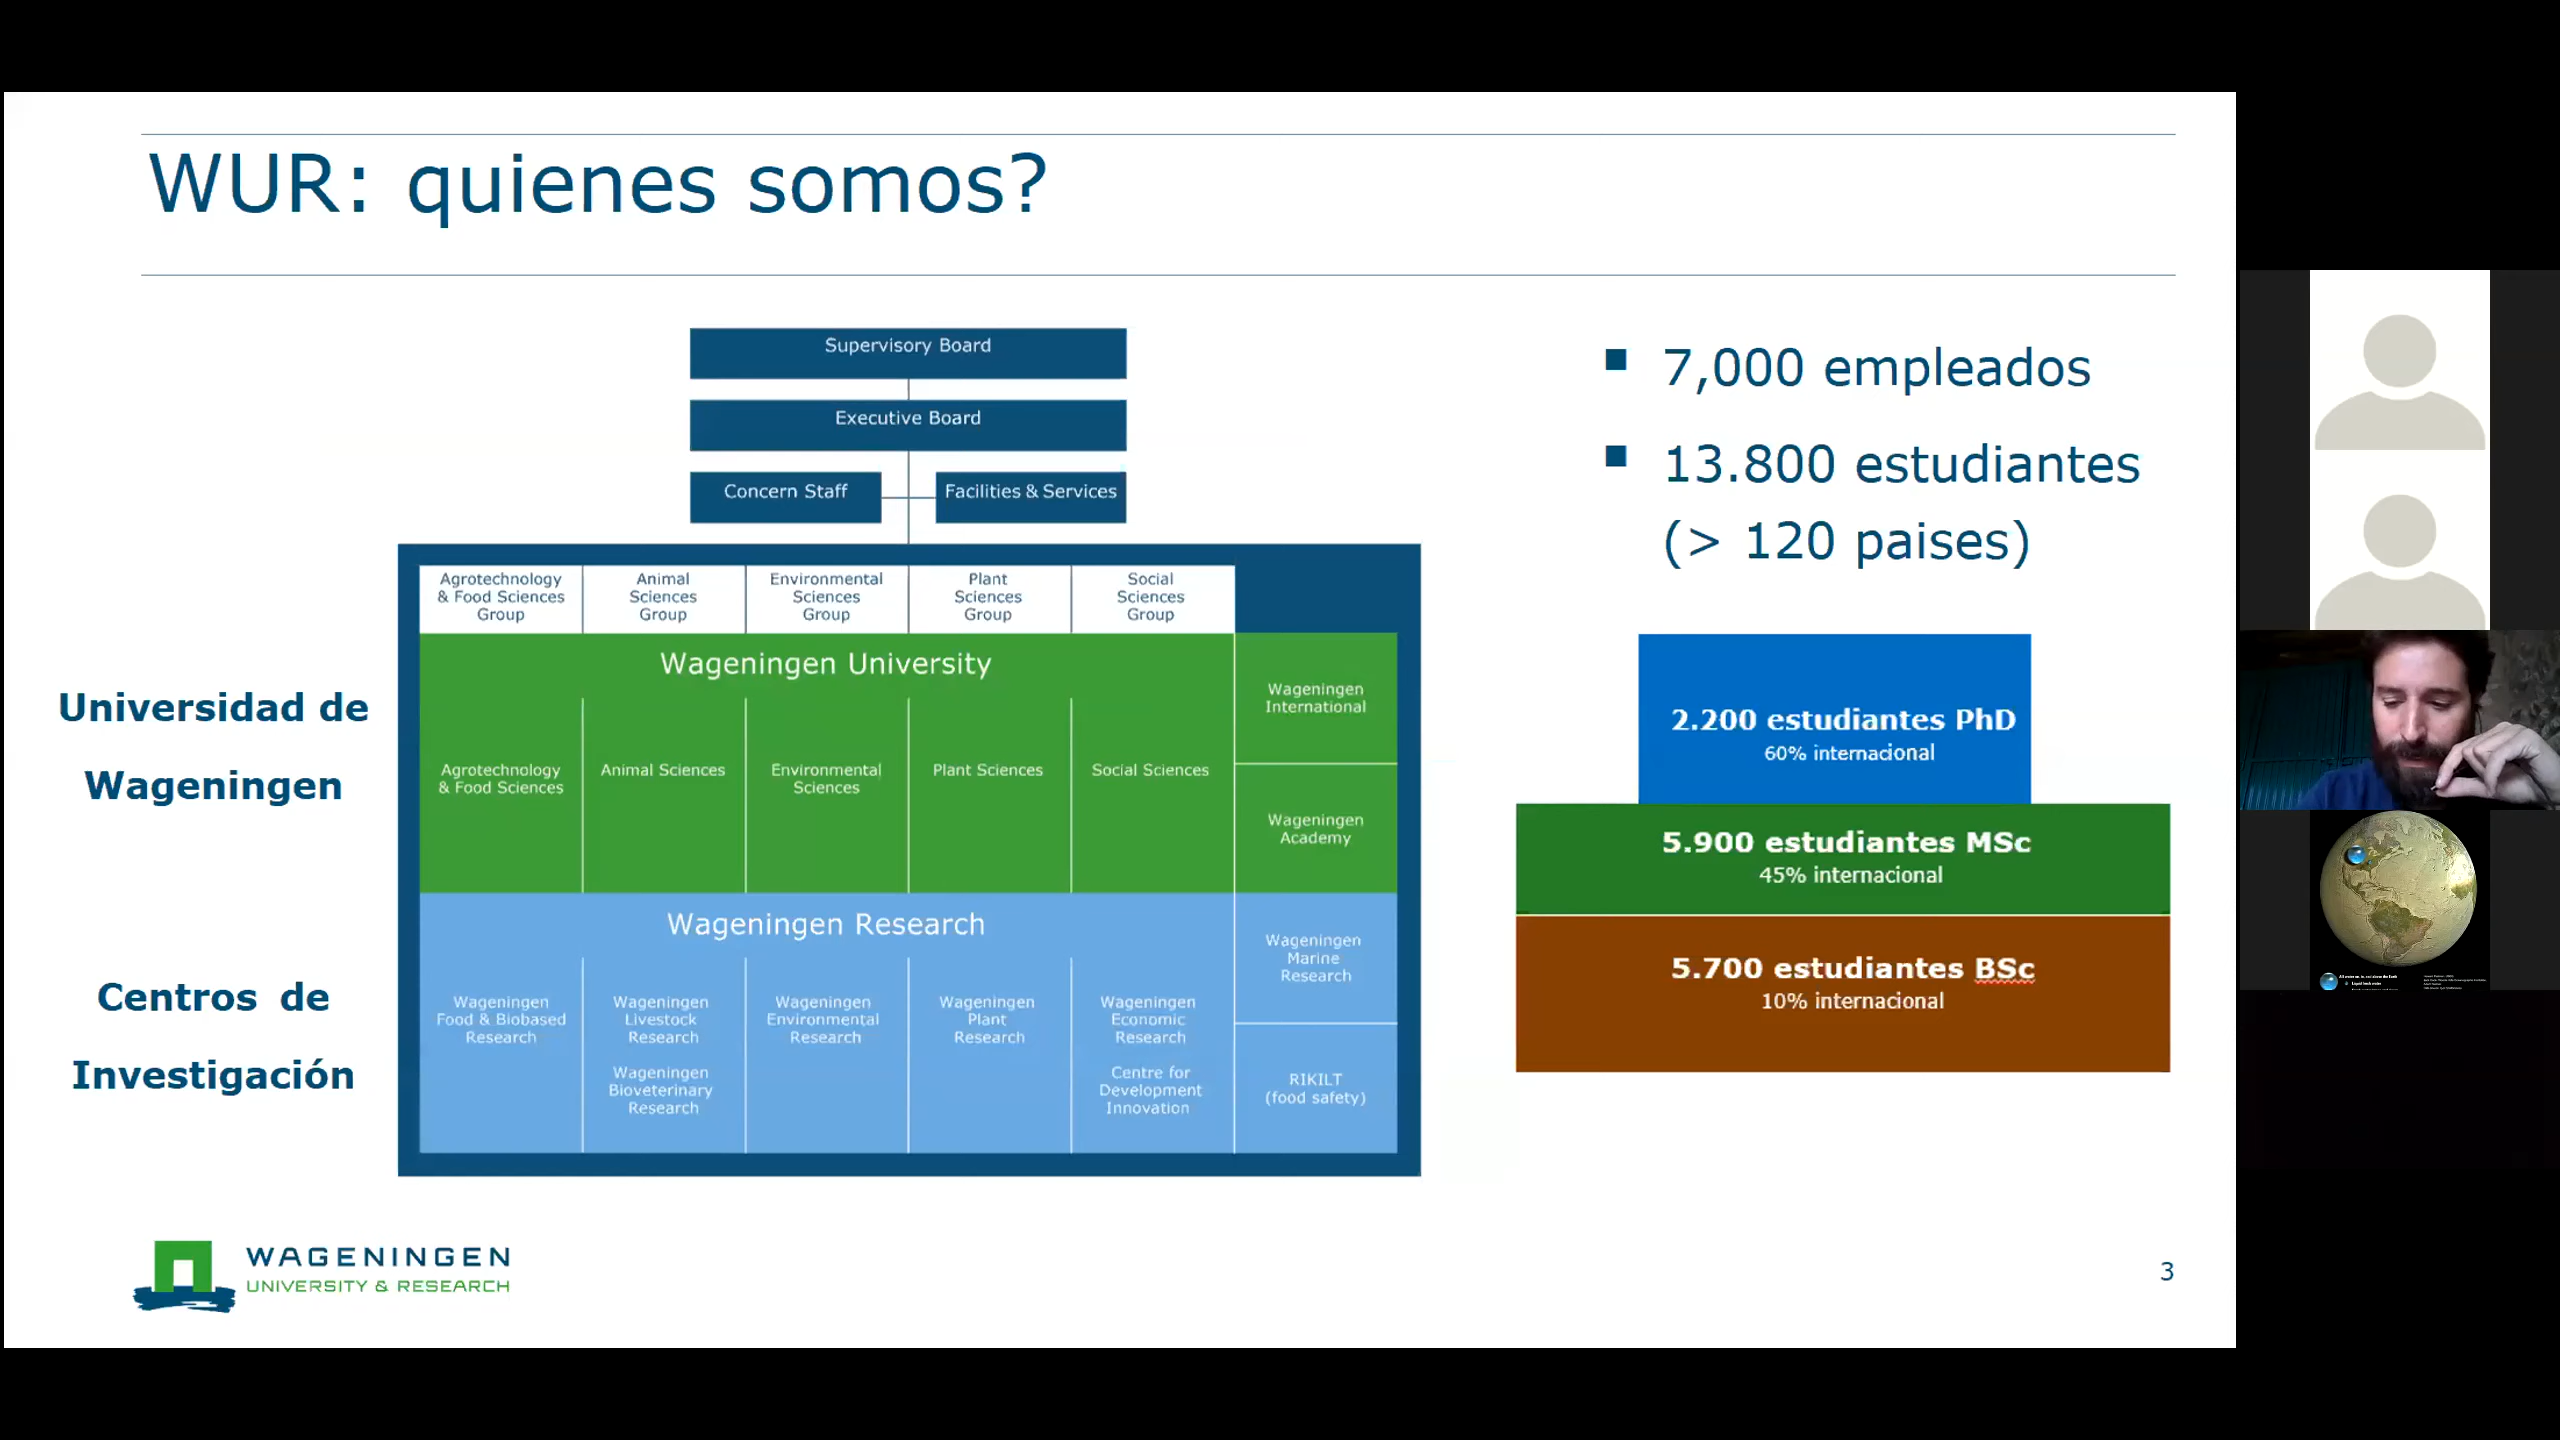 WUR: quienes somos?
Supervisory Board
Executive Board
Concern Staff
Facilities & Services
Agrotechnology
& Food Sciences
Group
Animal
Sciences
Group
Environmental
Sciences
Group
Plant
Sciences
Group
Social
Sciences
Group
Universidad de
Wageningen
Wageningen University
Agrotechnology
& Food Sciences
Animal Sciences
Environmental
Sciences
Plant Sciences
Social Sciences
Wageningen
International
Wageningen
Academy
Centros de
Investigación
Wageningen Research
Wageningen
Food & Biobased
Research
Wageningen
Livestock
Research
Wageningen
Bioveterinary
Research
Wageningen
Environmental
Research
Wageningen
Plant
Research
Wageningen
Economic
Research
Centre for
Development
Innovation
Wageningen
Marine
Research
RIKILT
(food safety)
7,000 empleados
13.800 estudiantes
(> 120 paises)
2.200 estudiantes PhD
60% internacional
5.900 estudiantes MSc
45% internacional
5.700 estudiantes BSc
10% internacional
WAGENINGEN
UNIVERSITY & RESEARCH
3